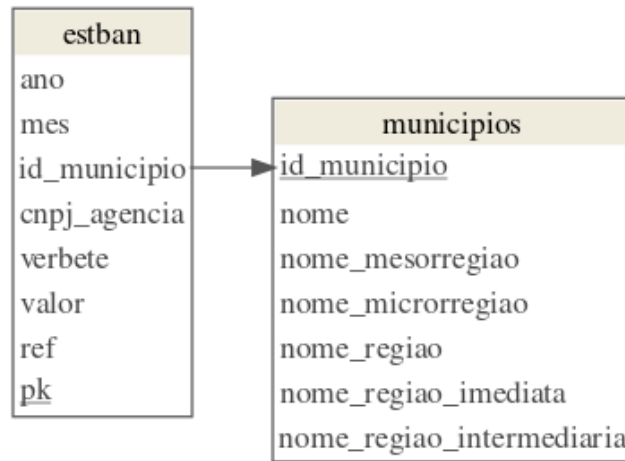 estban
ano
mes
id_municipio
cnpj_agencia
verbete
valor
ref
pk
municipios
id_municipio
nome
nome_mesorregiao
nome_microrregiao
nome_regiao
nome_regiao_imediata
nome_regiao_intermediaria